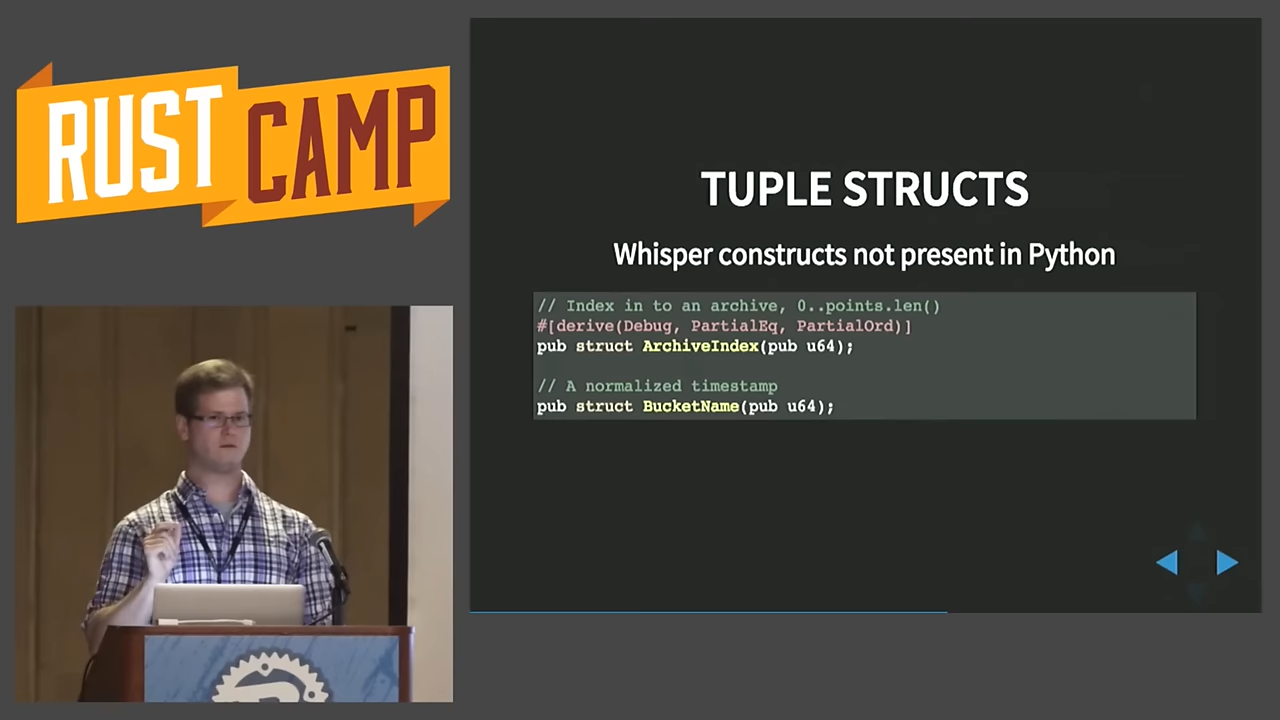 RUST CAMP
TUPLE STRUCTS
Whisper constructs not present in Python
// Index in to an archive, 0..points.len()
#[derive(Debug, PartialEq, PartialOrd)]
pub struct ArchiveIndex(pub u64);
// A normalized timestamp
pub struct BucketName(pub u64);
R